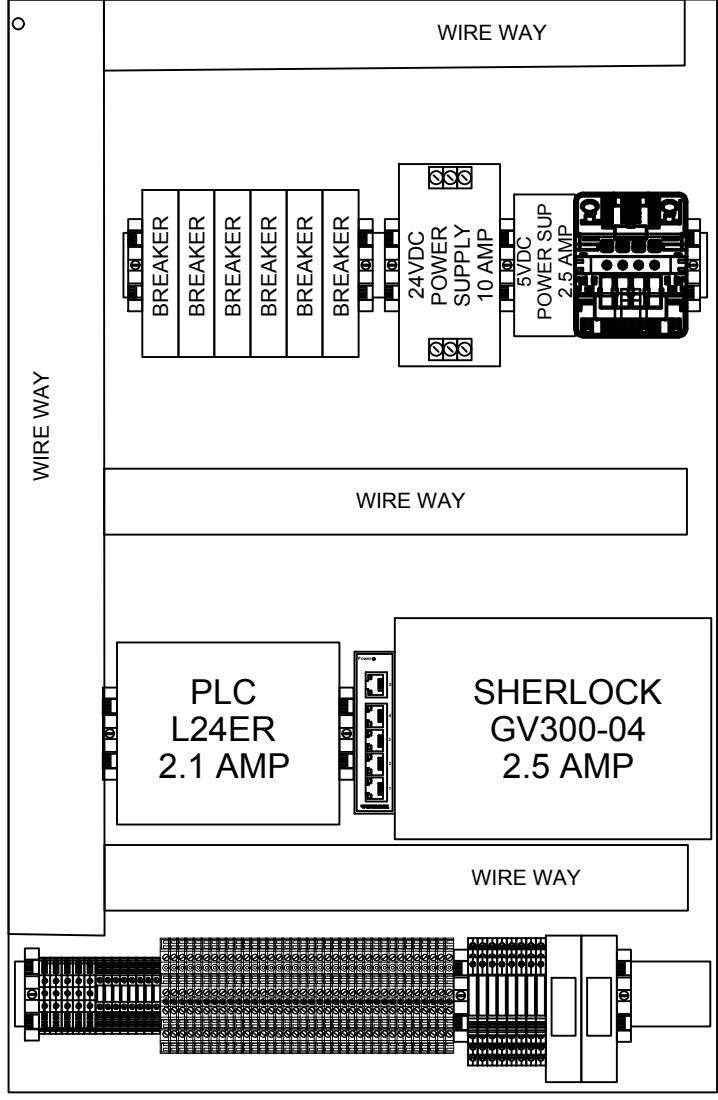 WIRE WAY
BREAKER
BREAKER
BREAKER
BREAKER
BREAKER
BREAKER
24VDC
POWER
SUPPLY
10 AMP
5VDC
POWER SUP
2.5 AMP
WIRE WAY
WIRE WAY
PLC
L24ER
2.1 AMP
Power
SHERLOCK
GV300-04
2.5 AMP
WIRE WAY